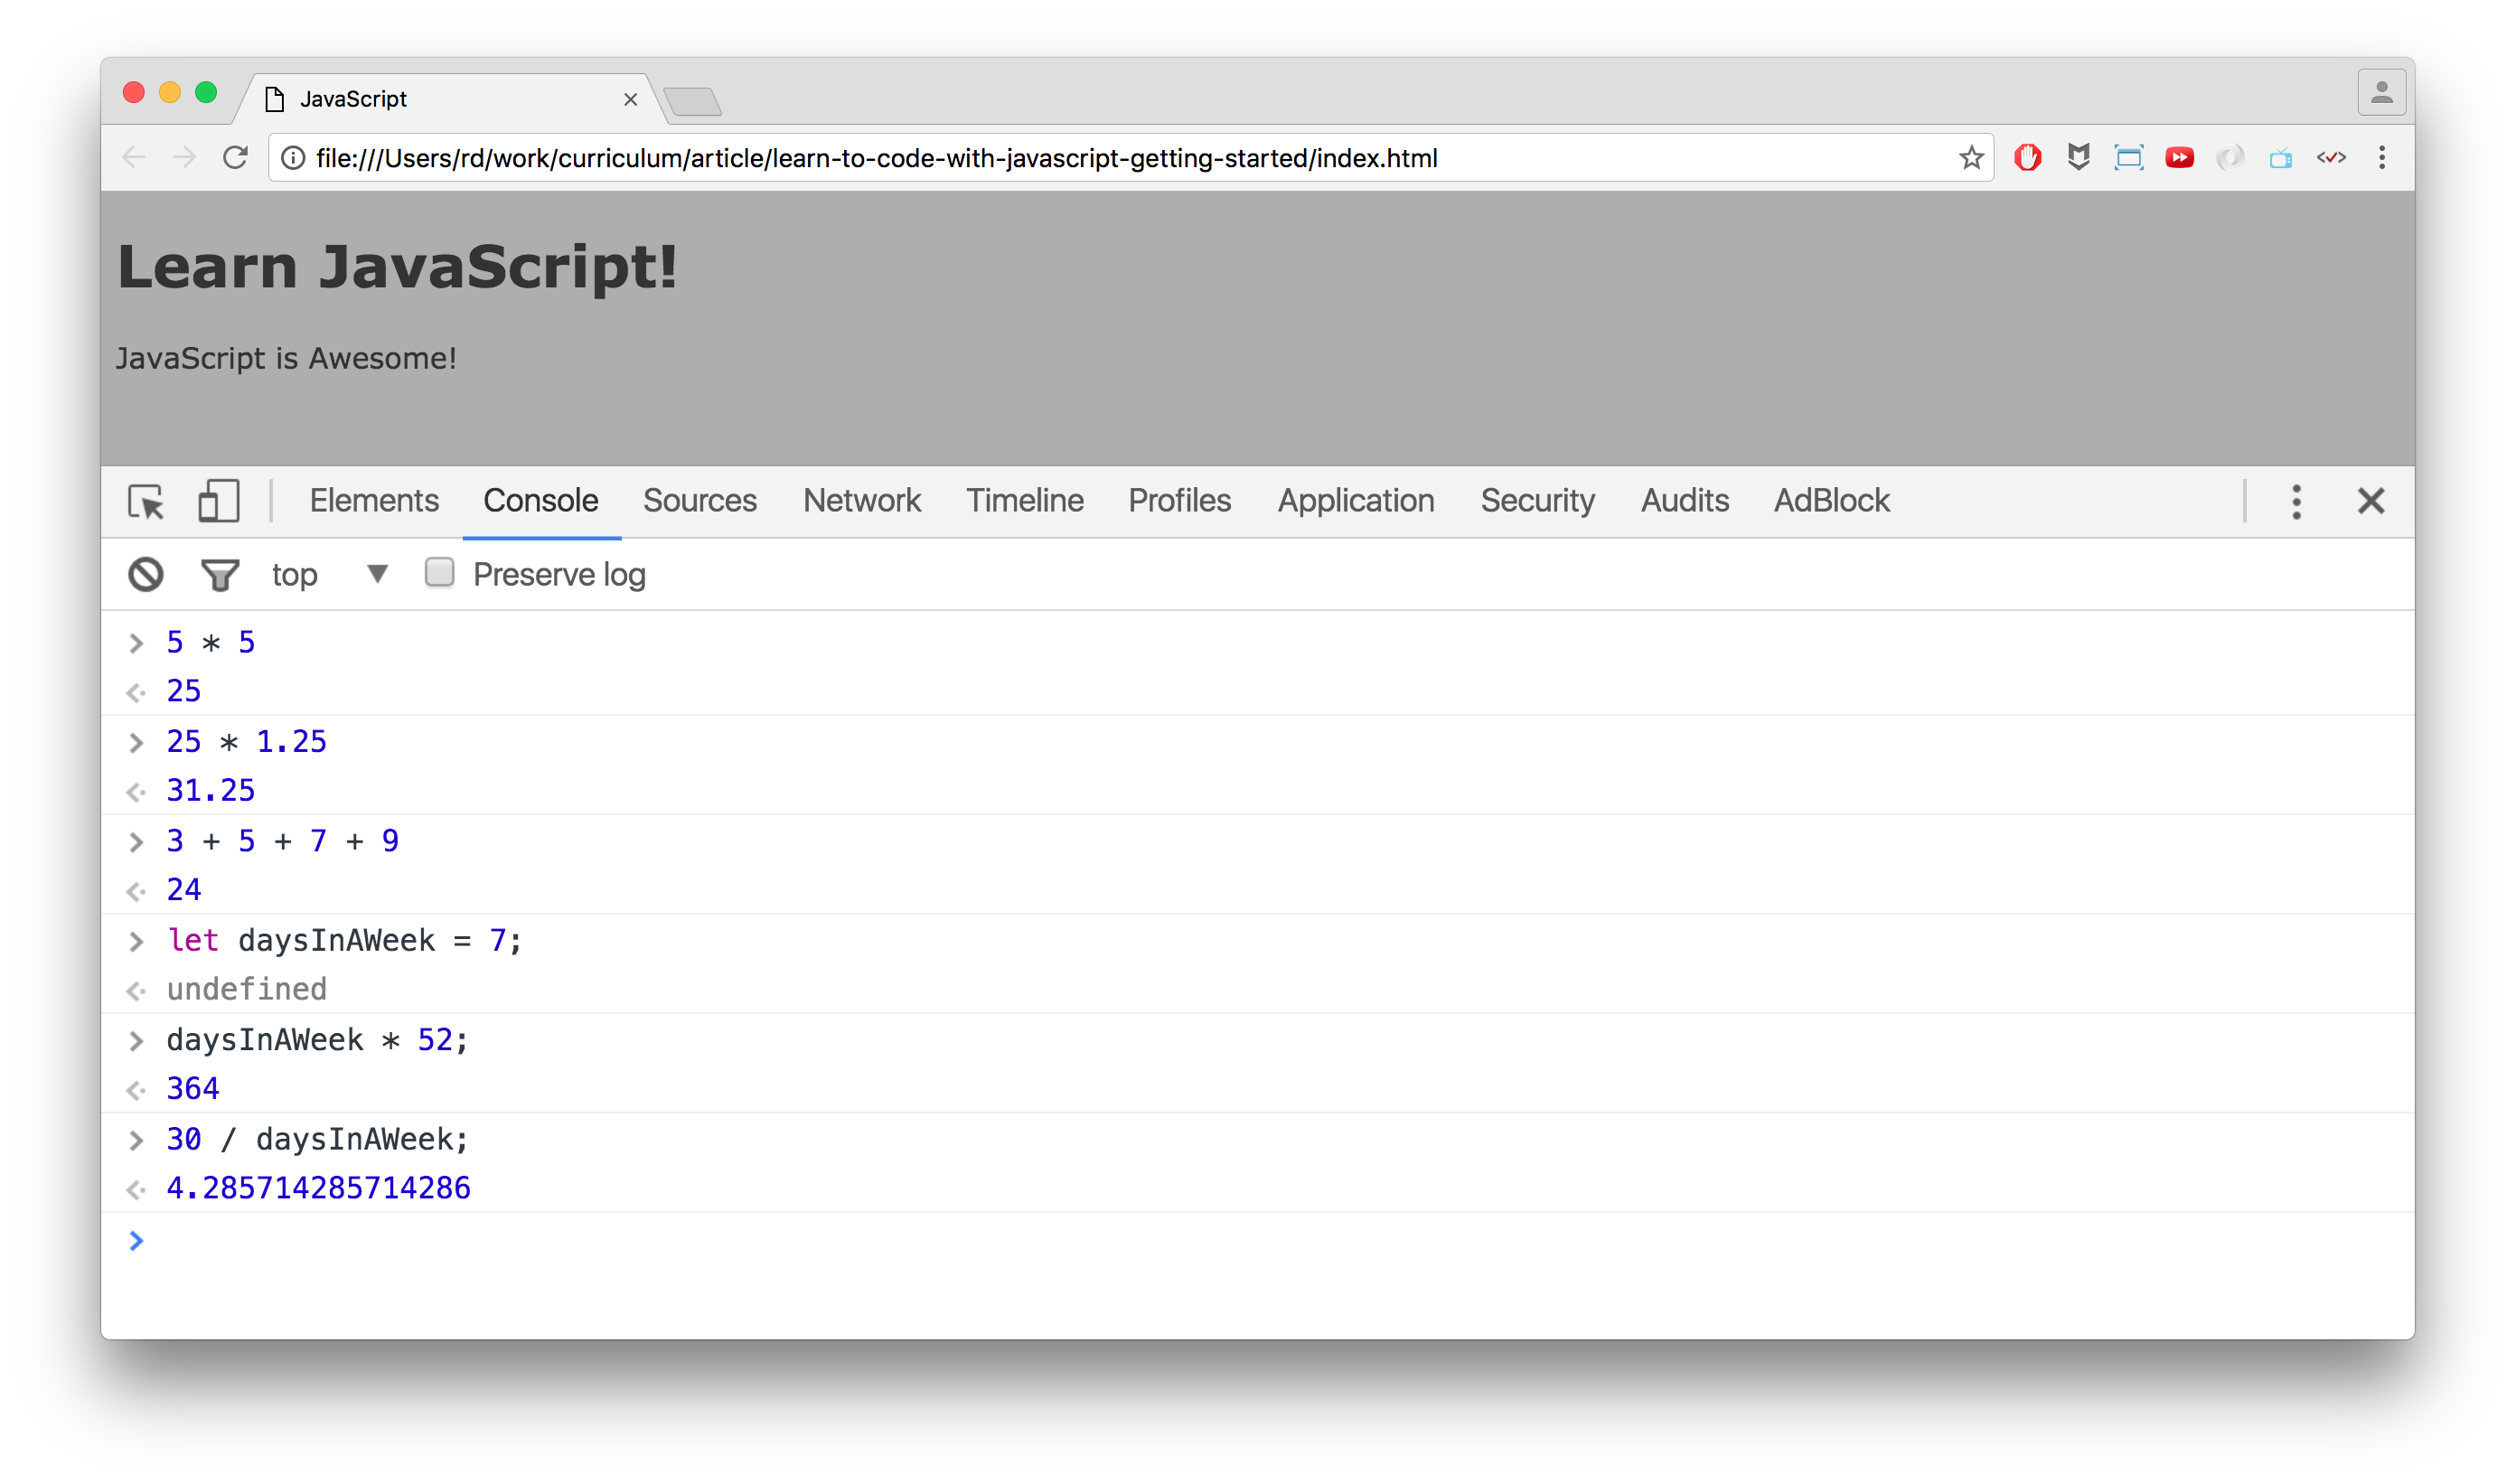 JavaScript
file:///Users/rd/work/curriculum/article/learn-to-code-with-javascript-getting-started/index.html
Learn JavaScript!
JavaScript is Awesome!
Elements Console Sources Network Timeline Profiles Application Security Audits AdBlock
top Preserve log
5 * 5
25
25 * 1.25
31.25
3 + 5 + 7 + 9
24
let daysInAWeek = 7;
undefined
daysInAWeek * 52;
364
30 / daysInAWeek;
4.285714285714286